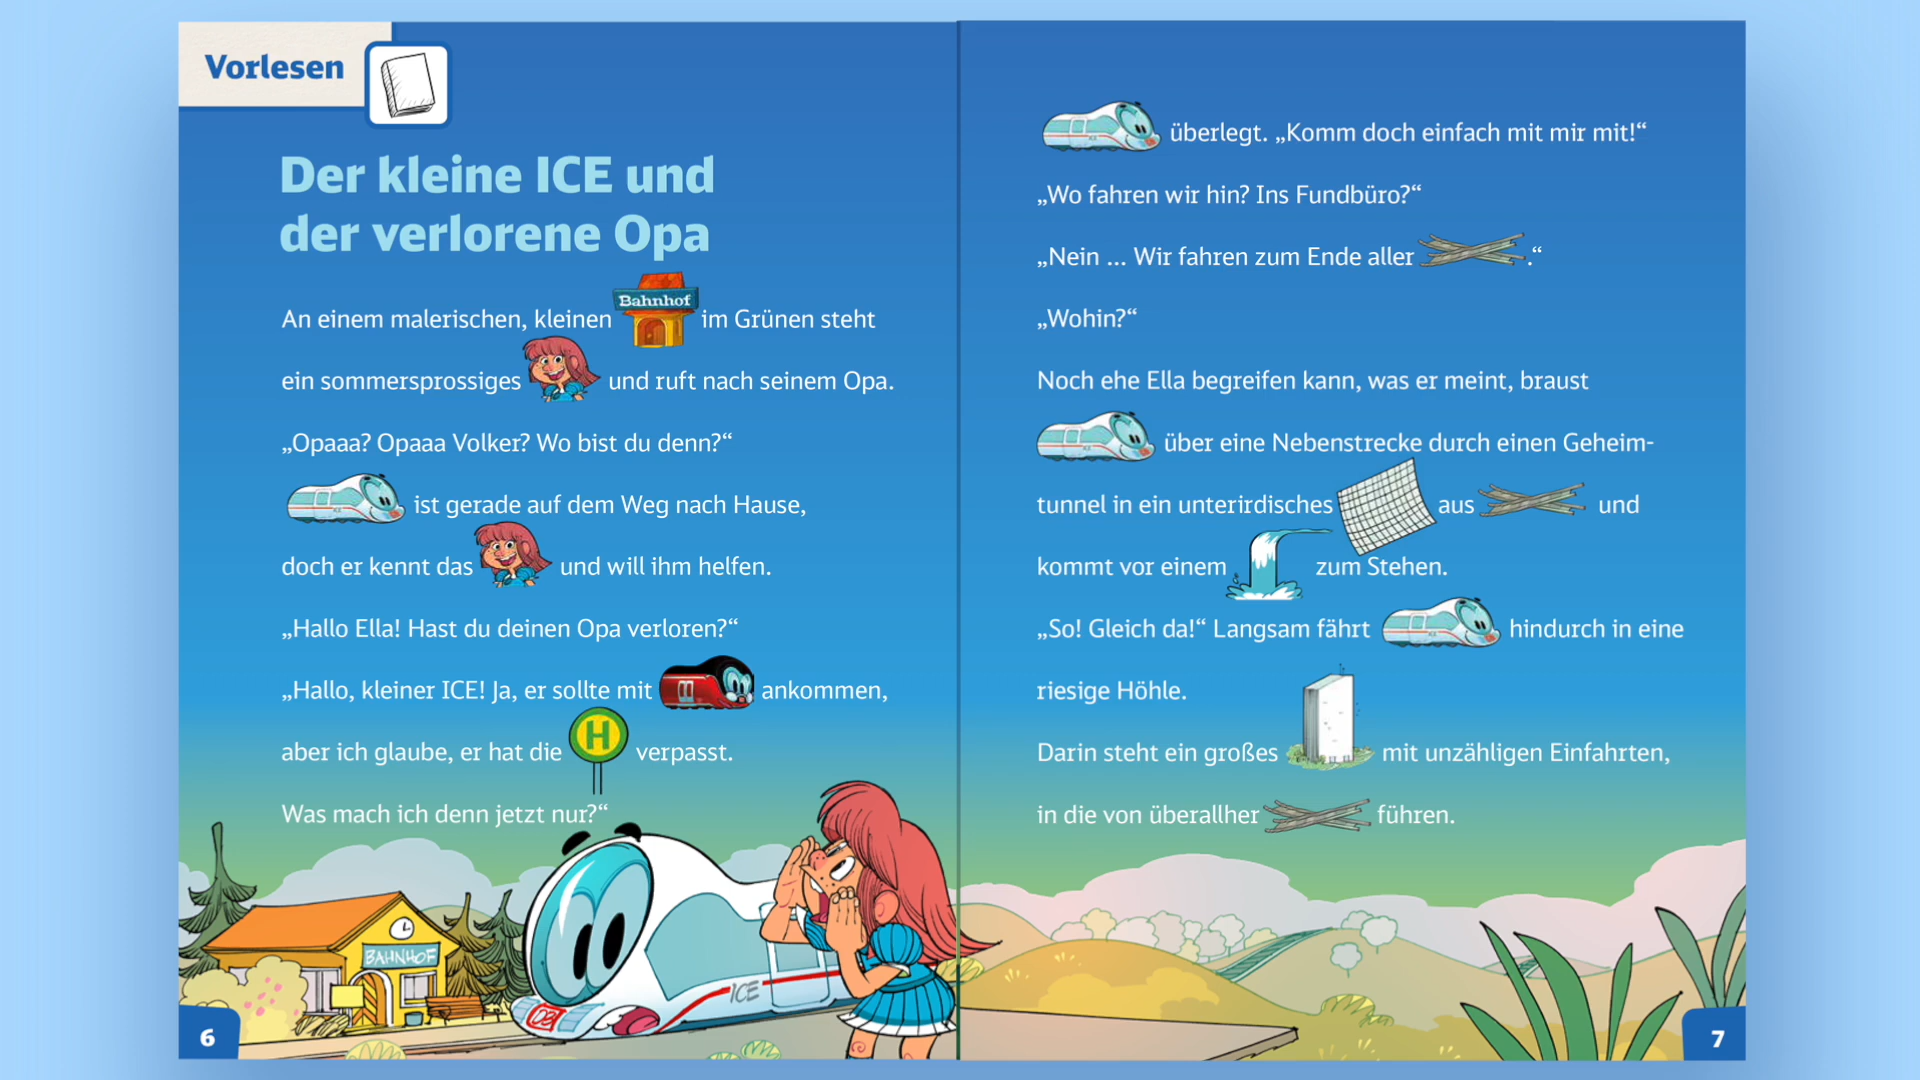 Vorlesen
Der kleine ICE und
der verlorene Opa
An einem malerischen, kleinen Bahnhof im Grünen steht
ein sommersprossiges und ruft nach seinem Opa.
„Opaaa? Opaaa Volker? Wo bist du denn?“
ist gerade auf dem Weg nach Hause,
doch er kennt das und will ihm helfen.
„Hallo Ella! Hast du deinen Opa verloren?“
„Hallo, kleiner ICE! Ja, er sollte mit ankommen,
aber ich glaube, er hat die H verpasst.
Was mach ich denn jetzt nur?“
BAHNHOF
ICE
DB
6
überlegt. „Komm doch einfach mit mir mit!“
„Wo fahren wir hin? Ins Fundbüro?“
„Nein ... Wir fahren zum Ende aller .“
„Wohin?“
Noch ehe Ella begreifen kann, was er meint, braust
über eine Nebenstrecke durch einen Geheim-
tunnel in ein unterirdisches aus und
kommt vor einem zum Stehen.
„So! Gleich da!“ Langsam fährt hindurch in eine
riesige Höhle.
Darin steht ein großes mit unzähligen Einfahrten,
in die von überallher führen.
7